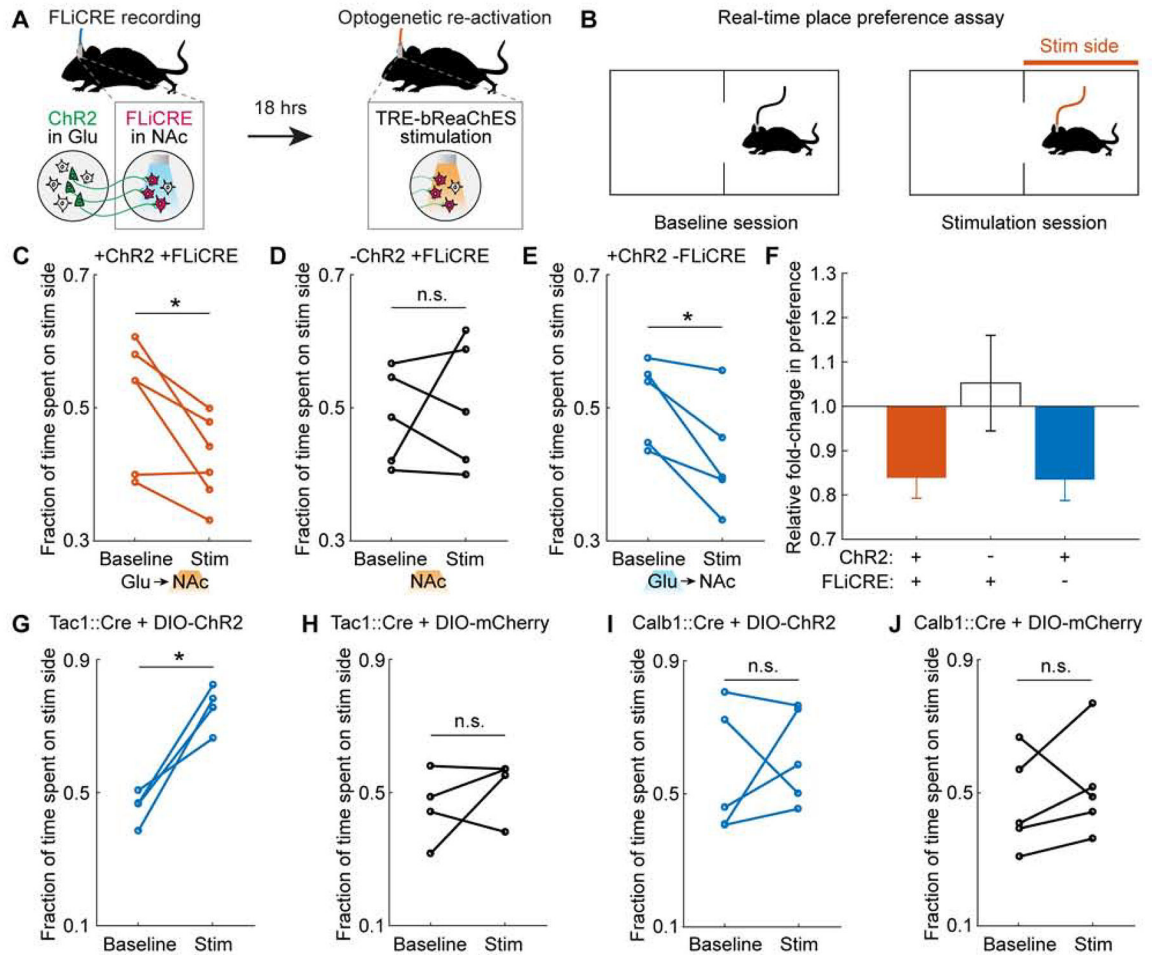 A
FLiCRE recording
Optogenetic re-activation
ChR2
in Glu
FLiCRE
in NAc
18 hrs
TRE-bReaChES
stimulation
B
Real-time place preference assay
Stim side
Baseline session
Stimulation session
C
+ChR2 +FLiCRE
Fraction of time spent on stim side
0.7
0.5
0.3
*
Baseline Stim
Glu → NAc
D
-ChR2 +FLiCRE
Fraction of time spent on stim side
0.7
0.5
0.3
n.s.
Baseline Stim
NAc
E
+ChR2 -FLiCRE
Fraction of time spent on stim side
0.7
0.5
0.3
*
Baseline Stim
Glu → NAc
F
Relative fold-change in preference
1.3
1.2
1.1
1.0
0.9
0.8
0.7
ChR2: + - +
FLiCRE: + + -
G
Tac1::Cre + DIO-ChR2
Fraction of time spent on stim side
0.9
0.5
0.1
*
Baseline Stim
H
Tac1::Cre + DIO-mCherry
Fraction of time spent on stim side
0.9
0.5
0.1
n.s.
Baseline Stim
I
Calb1::Cre + DIO-ChR2
Fraction of time spent on stim side
0.9
0.5
0.1
n.s.
Baseline Stim
J
Calb1::Cre + DIO-mCherry
Fraction of time spent on stim side
0.9
0.5
0.1
n.s.
Baseline Stim